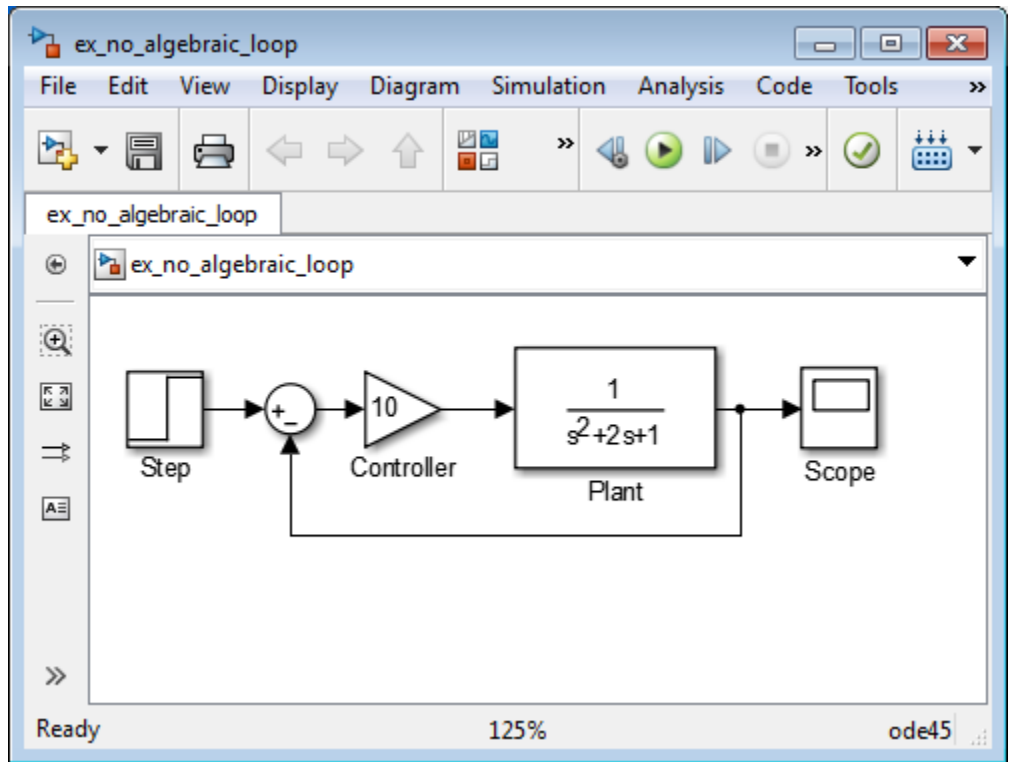 ex_no_algebraic_loop
File Edit View Display Diagram Simulation Analysis Code Tools »
» »
ex_no_algebraic_loop
ex_no_algebraic_loop
1
+
- 10
s2+2s+1
Step Controller Plant Scope
A
»
Ready 125% ode45